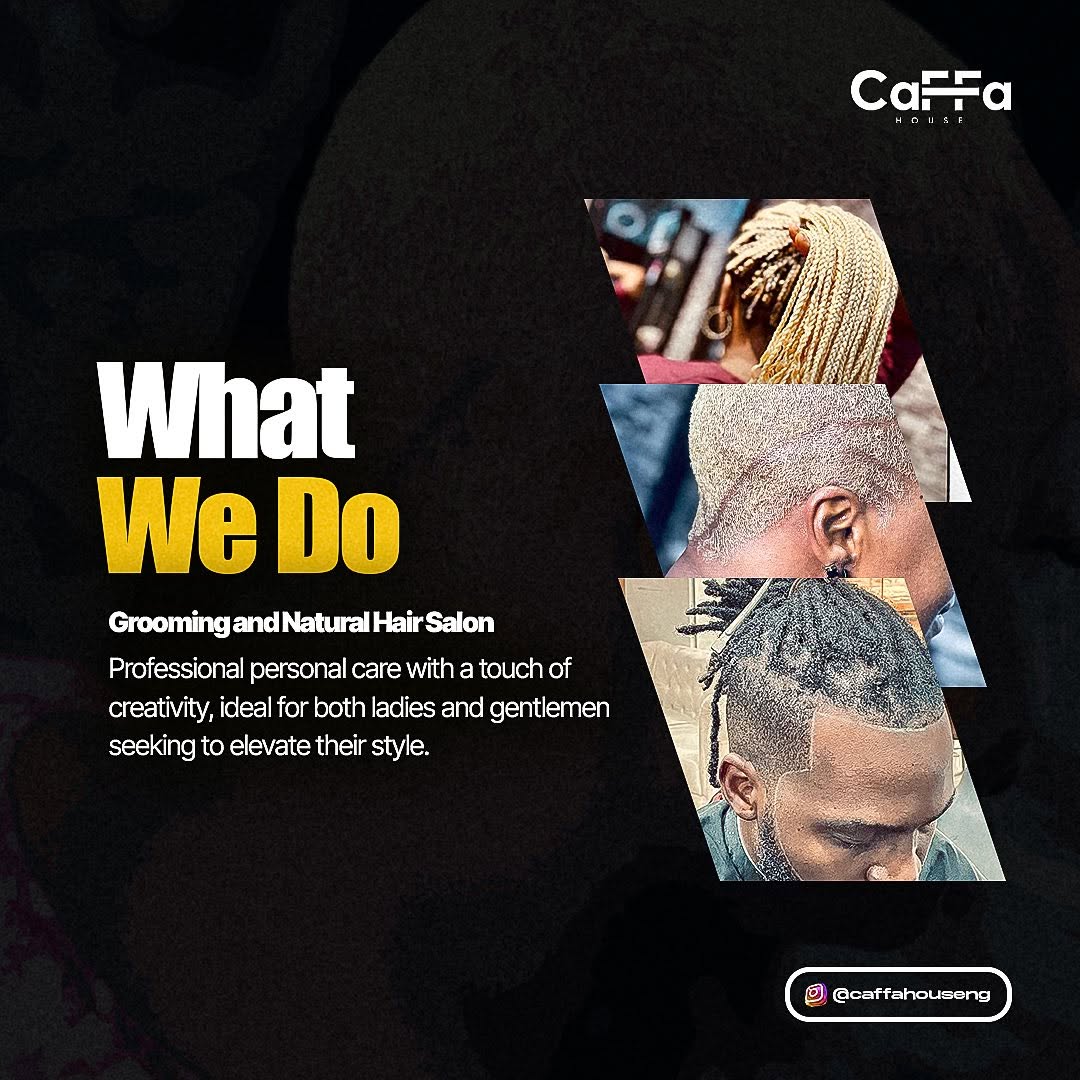 CaFFa
HOUSE
What
We Do
Grooming and Natural Hair Salon
Professional personal care with a touch of
creativity, ideal for both ladies and gentlemen
seeking to elevate their style.
@caffahouseng